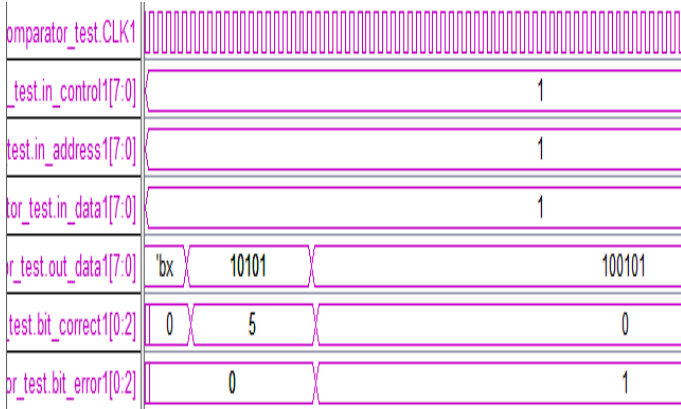 omparator_test.CLK1
_test.in_control1[7:0] 1
test.in_address1[7:0] 1
tor_test.in_data1[7:0] 1
r_test.out_data1[7:0] 'bx 10101 100101
_test.bit_correct1[0:2] 0 5 0
or_test.bit_error1[0:2] 0 1